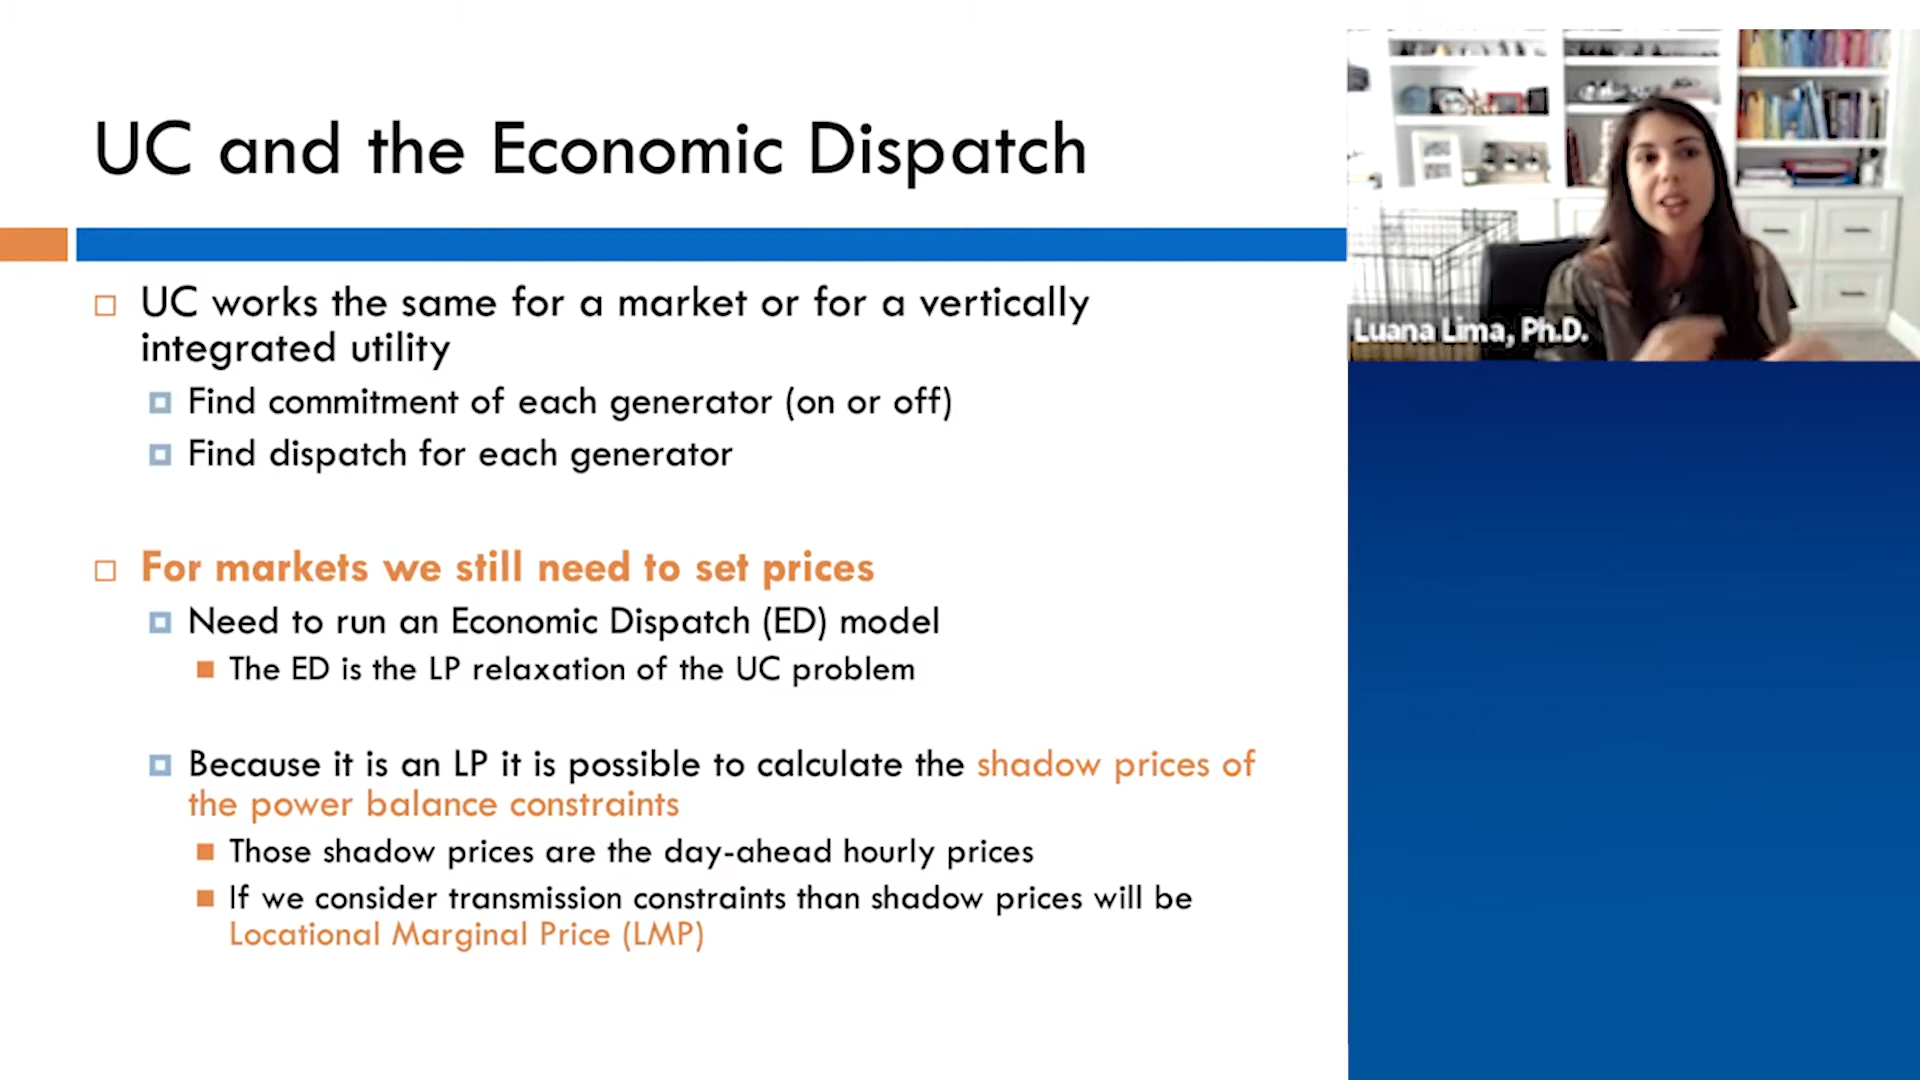 UC and the Economic Dispatch
UC works the same for a market or for a vertically
integrated utility
Find commitment of each generator (on or off)
Find dispatch for each generator
For markets we still need to set prices
Need to run an Economic Dispatch (ED) model
The ED is the LP relaxation of the UC problem
Because it is an LP it is possible to calculate the shadow prices of
the power balance constraints
Those shadow prices are the day-ahead hourly prices
If we consider transmission constraints than shadow prices will be
Locational Marginal Price (LMP)
Luana Lima, Ph.D.